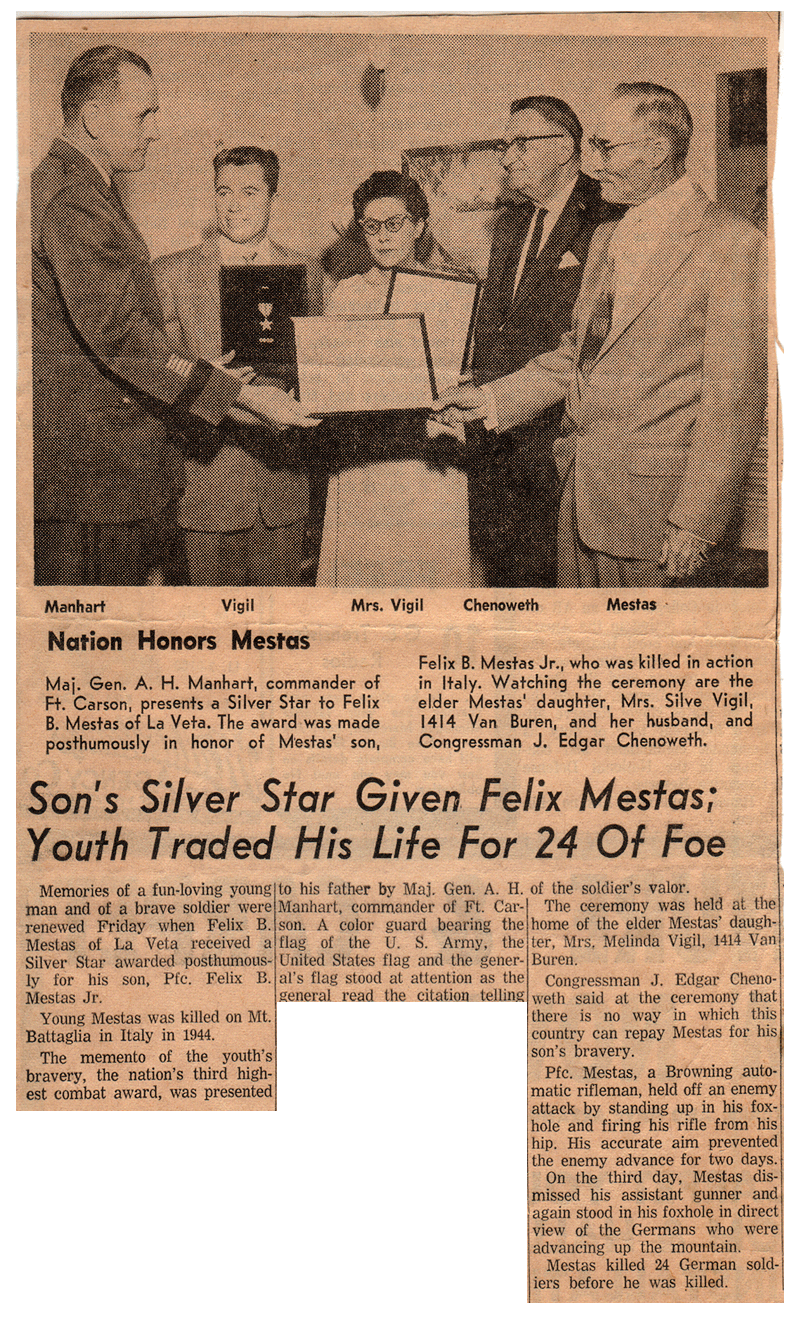 Manhart Vigil Mrs. Vigil Chenoweth Mestas
Nation Honors Mestas
Maj. Gen. A. H. Manhart, commander of
Ft. Carson, presents a Silver Star to Felix
B. Mestas of La Veta. The award was made
posthumously in honor of Mestas' son,
Felix B. Mestas Jr., who was killed in action
in Italy. Watching the ceremony are the
elder Mestas' daughter, Mrs. Silve Vigil,
1414 Van Buren, and her husband, and
Congressman J. Edgar Chenoweth.
Son's Silver Star Given Felix Mestas;
Youth Traded His Life For 24 Of Foe
Memories of a fun-loving young
man and of a brave soldier were
renewed Friday when Felix B.
Mestas of La Veta received a
Silver Star awarded posthumous-
ly for his son, Pfc. Felix B.
Mestas Jr.
Young Mestas was killed on Mt.
Battaglia in Italy in 1944.
The memento of the youth's
bravery, the nation's third high-
est combat award, was presented
to his father by Maj. Gen. A. H.
Manhart, commander of Ft. Car-
son. A color guard bearing the
flag of the U. S. Army, the
United States flag and the gener-
al's flag stood at attention as the
general read the citation telling
of the soldier's valor.
The ceremony was held at the
home of the elder Mestas' daugh-
ter, Mrs. Melinda Vigil, 1414 Van
Buren.
Congressman J. Edgar Cheno-
weth said at the ceremony that
there is no way in which this
country can repay Mestas for his
son's bravery.
Pfc. Mestas, a Browning auto-
matic rifleman, held off an enemy
attack by standing up in his fox-
hole and firing his rifle from his
hip. His accurate aim prevented
the enemy advance for two days.
On the third day, Mestas dis-
missed his assistant gunner and
again stood in his foxhole in direct
view of the Germans who were
advancing up the mountain.
Mestas killed 24 German sold-
iers before he was killed.